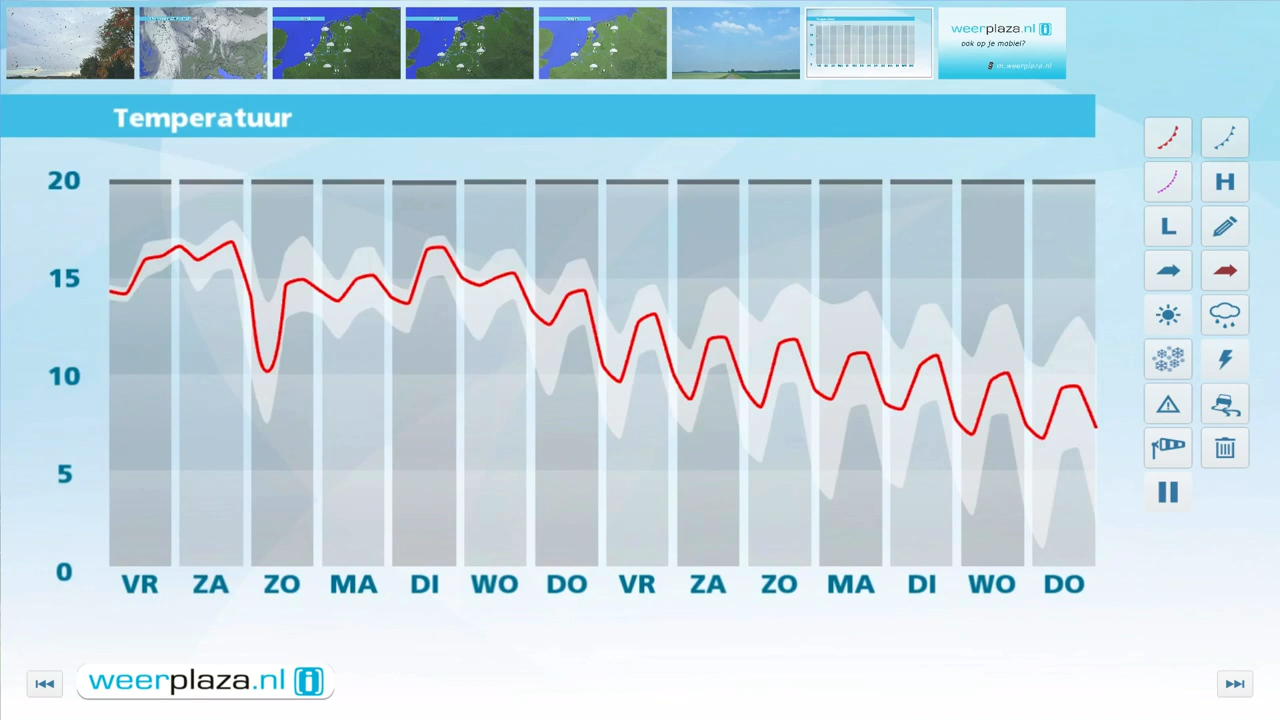 weerplaza.nl
ook op je mobiel?
m.weerplaza.nl
Temperatuur
20
15
10
5
0
VR ZA ZO MA DI WO DO VR ZA ZO MA DI WO DO
H
L
weerplaza.nl